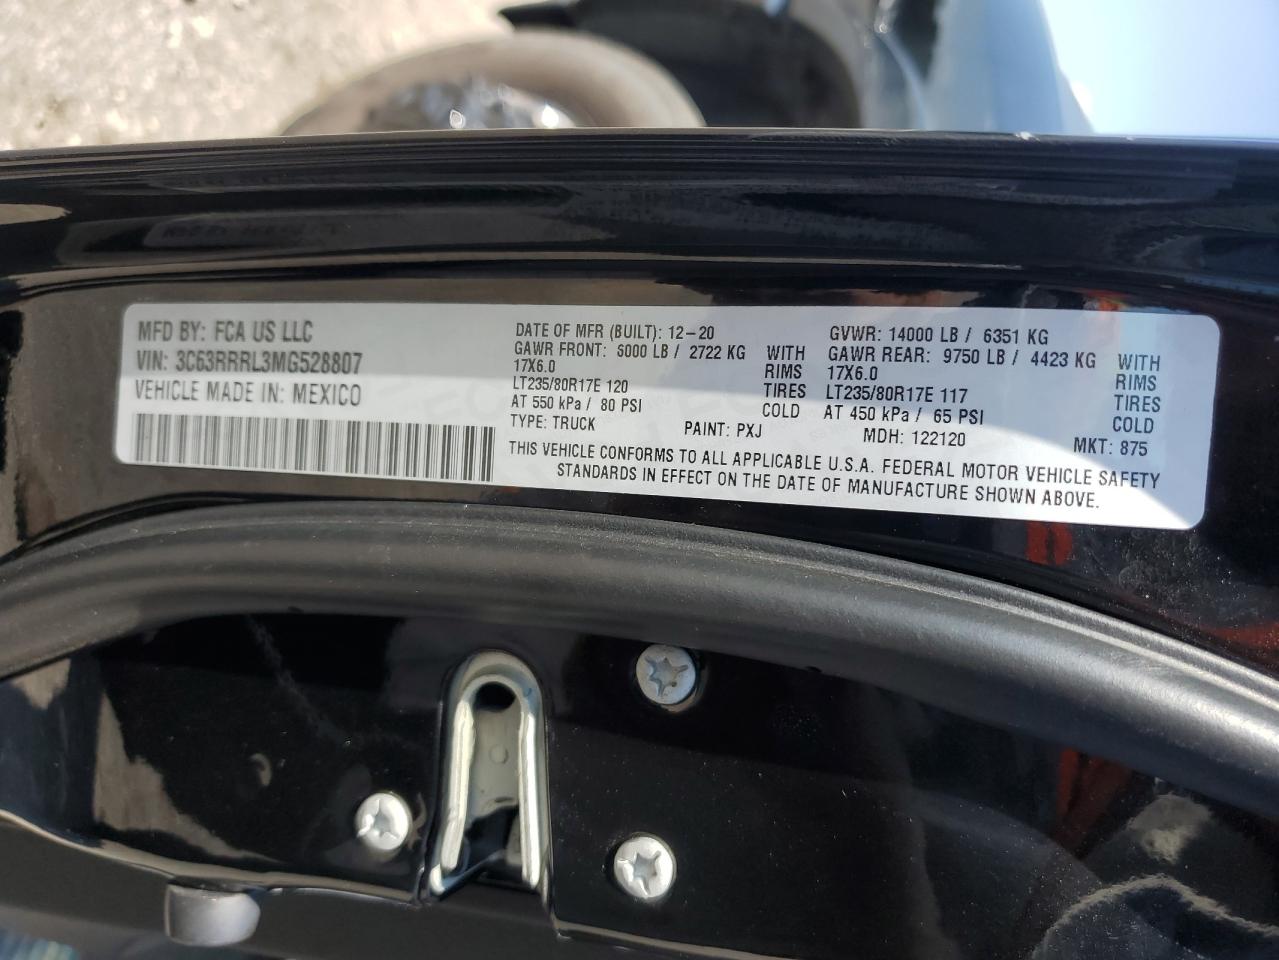 MFD BY: FCA US LLC
VIN: 3C63RRRL3MG528807
VEHICLE MADE IN: MEXICO
DATE OF MFR (BUILT): 12-20
GVWR: 14000 LB / 6351 KG
GAWR FRONT: 6000 LB / 2722 KG WITH
17X6.0 RIMS
LT235/80R17E 120 TIRES
AT 550 kPa / 80 PSI COLD
GAWR REAR: 9750 LB / 4423 KG WITH
17X6.0 RIMS
LT235/80R17E 117 TIRES
AT 450 kPa / 65 PSI COLD
TYPE: TRUCK PAINT: PXJ MDH: 122120 MKT: 875
THIS VEHICLE CONFORMS TO ALL APPLICABLE U.S.A. FEDERAL MOTOR VEHICLE SAFETY
STANDARDS IN EFFECT ON THE DATE OF MANUFACTURE SHOWN ABOVE.